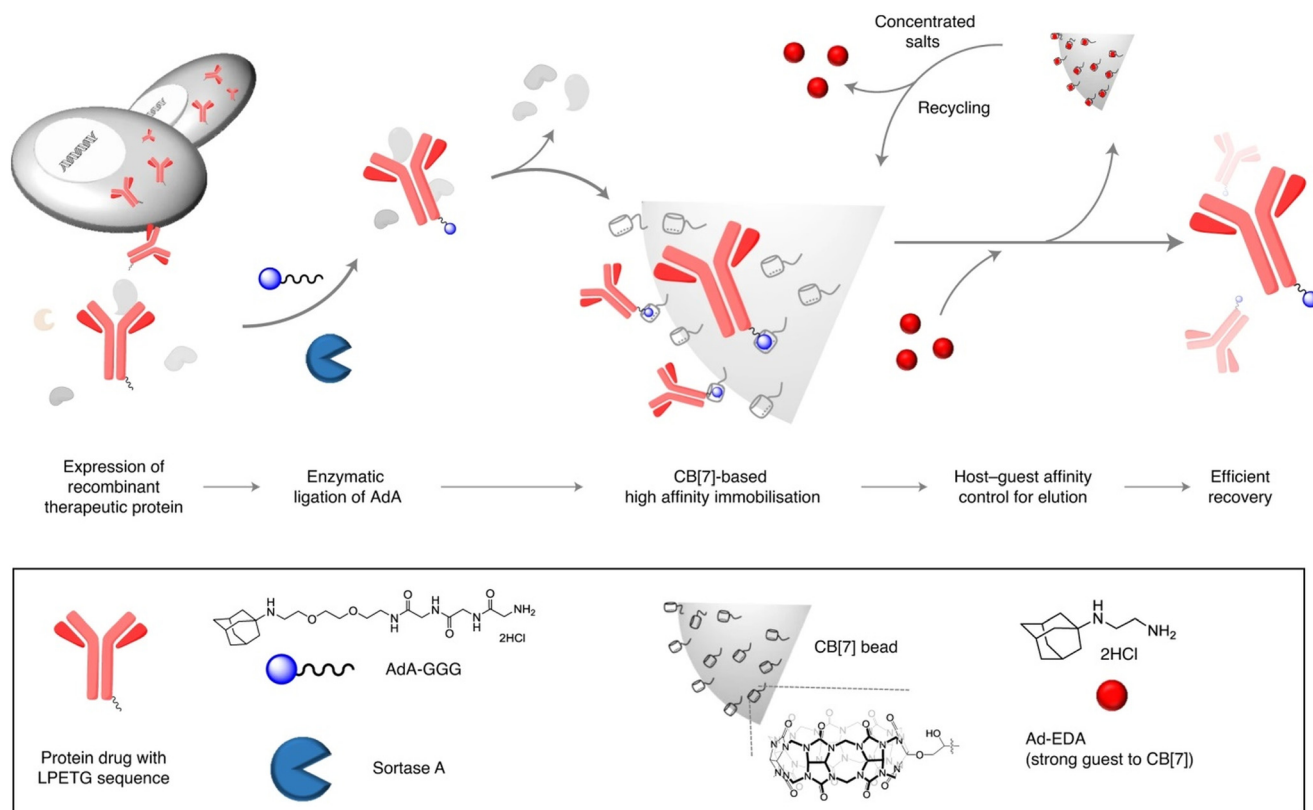 Concentrated
salts
Recycling
Expression of
recombinant
therapeutic protein
Enzymatic
ligation of AdA
CB[7]-based
high affinity immobilisation
Host–guest affinity
control for elution
Efficient
recovery
H
N
O
O
N
H
O
H
N
O
N
H
O
NH2
2HCl
AdA-GGG
Protein drug with
LPETG sequence
Sortase A
CB[7] bead
HO
O
H
N
NH2
2HCl
Ad-EDA
(strong guest to CB[7])